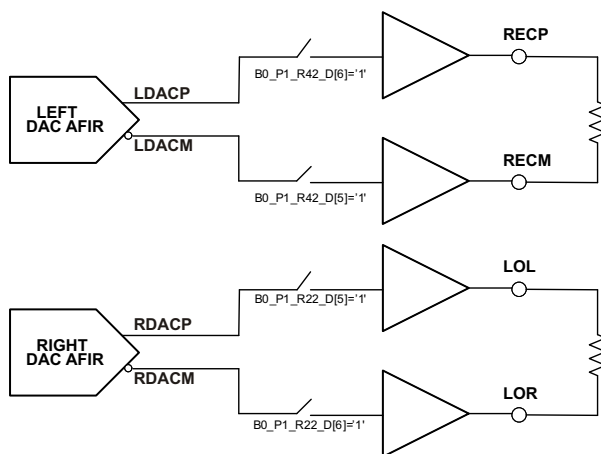 RECP
LDACP
B0_P1_R42_D[6]='1'
LEFT
DAC AFIR
LDACM
RECM
B0_P1_R42_D[5]='1'
LOL
RDACP
B0_P1_R22_D[5]='1'
RIGHT
DAC AFIR
RDACM
LOR
B0_P1_R22_D[6]='1'